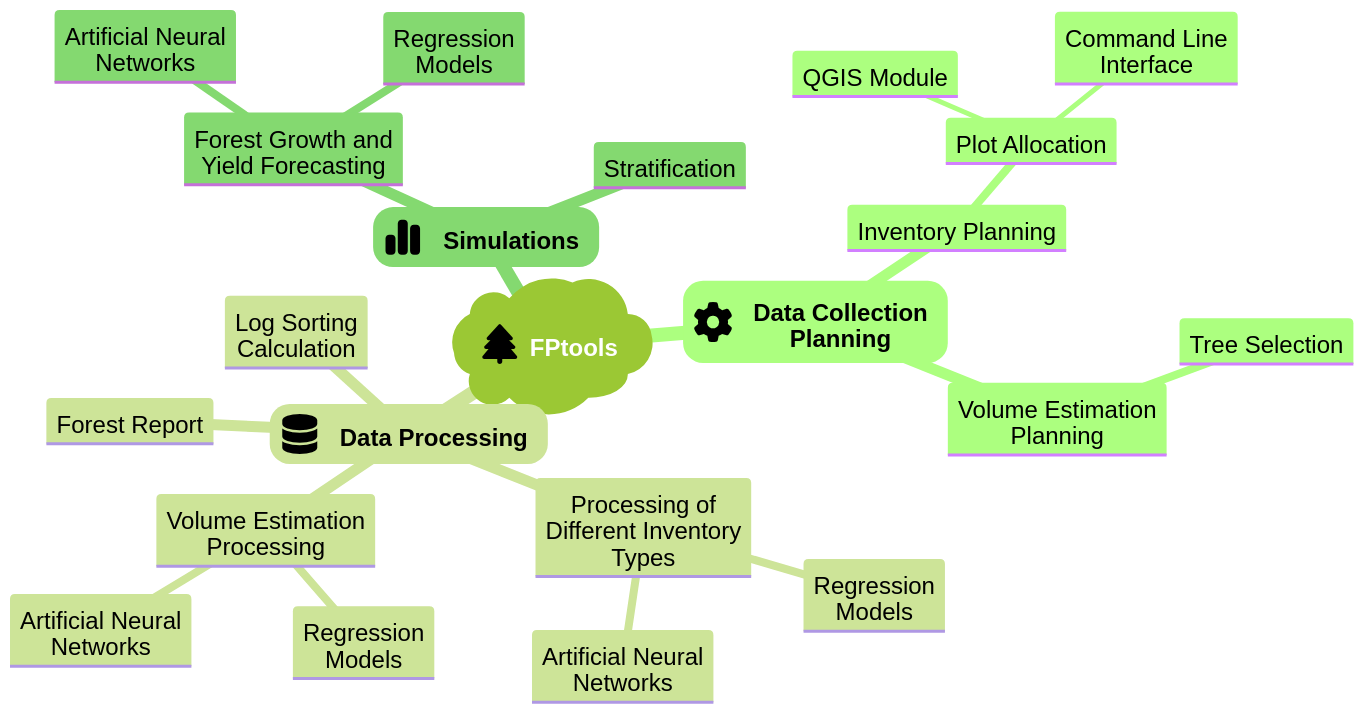 Artificial Neural
Networks
Regression
Models
Forest Growth and
Yield Forecasting
Stratification
Simulations
QGIS Module
Command Line
Interface
Plot Allocation
Inventory Planning
Data Collection
Planning
Tree Selection
Volume Estimation
Planning
FPtools
Log Sorting
Calculation
Forest Report
Data Processing
Volume Estimation
Processing
Artificial Neural
Networks
Regression
Models
Processing of
Different Inventory
Types
Artificial Neural
Networks
Regression
Models